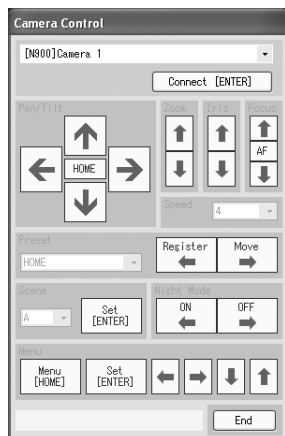 Camera Control
[N900]Camera 1
Connect [ENTER]
Pan/Tilt
Zoom
Iris
Focus
HOME
AF
Speed
4
Preset
HOME
Register
Move
Scene
A
Set
[ENTER]
Night Mode
ON
OFF
Menu
Menu
[HOME]
Set
[ENTER]
End